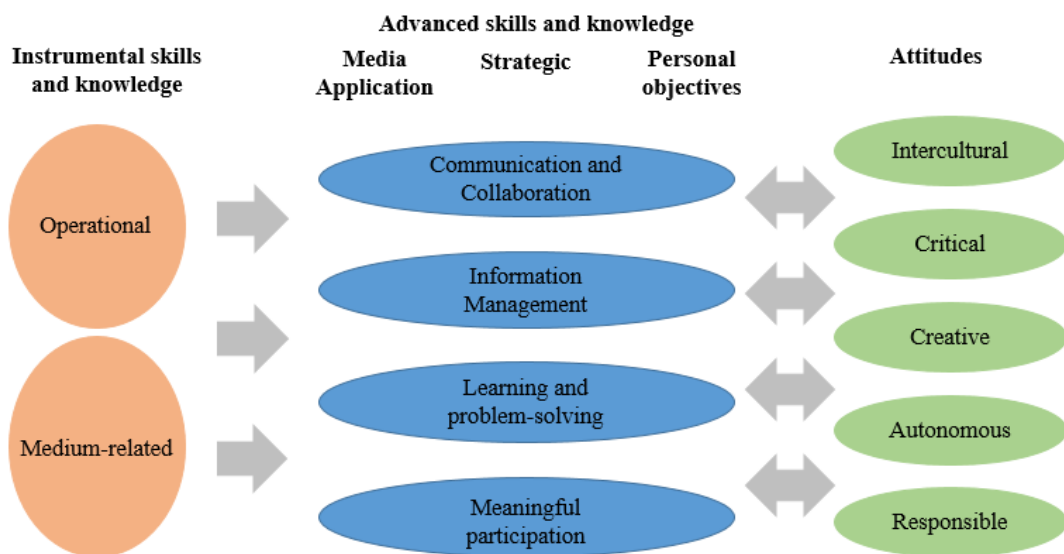 Advanced skills and knowledge
Instrumental skills
and knowledge
Media
Application
Strategic
Personal
objectives
Attitudes
Operational
Medium-related
Communication and
Collaboration
Information
Management
Learning and
problem-solving
Meaningful
participation
Intercultural
Critical
Creative
Autonomous
Responsible